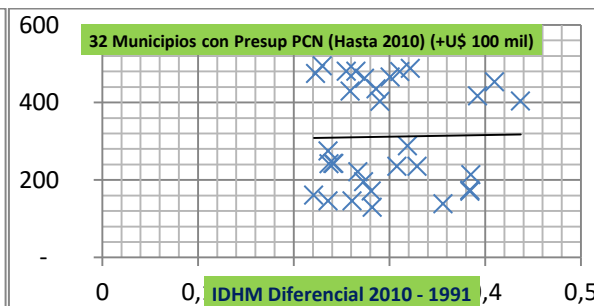 600
32 Municipios con Presup PCN (Hasta 2010) (+U$ 100 mil)
400
200
-
IDHM Diferencial 2010 - 1991
0 0, 0,4 0,5